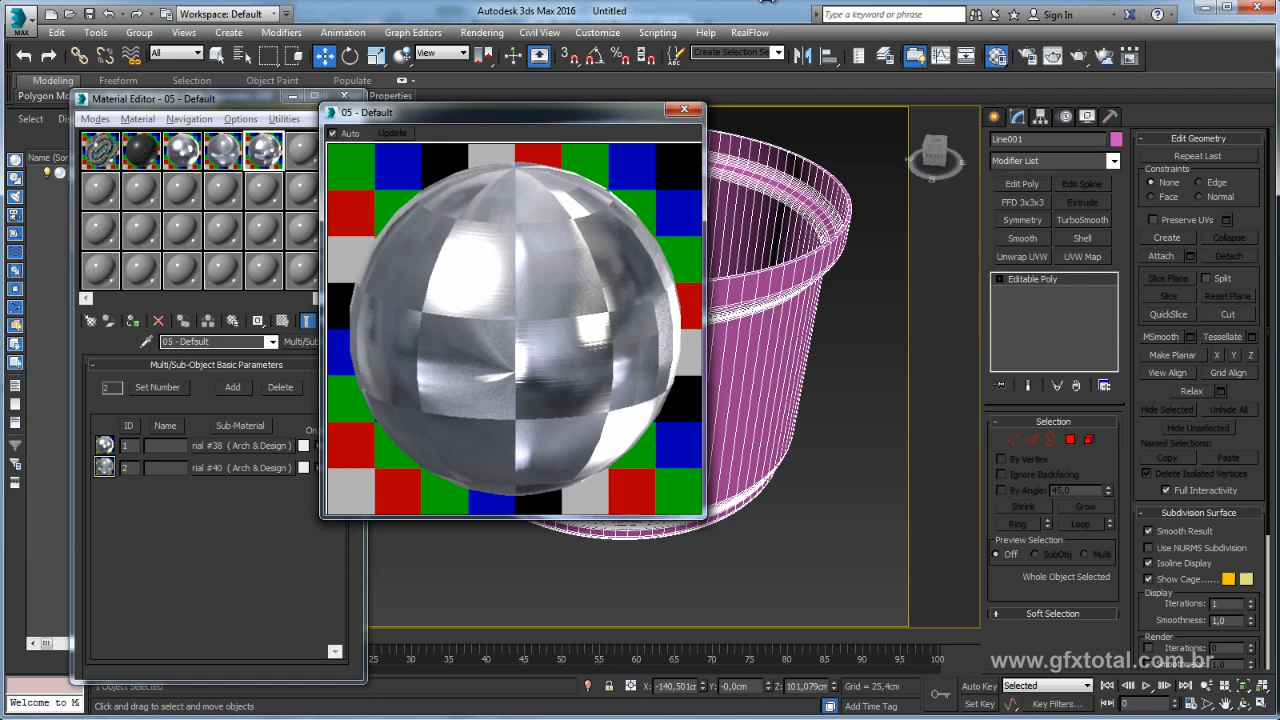 Autodesk 3ds Max 2016 Untitled
MAX Workspace: Default Type a keyword or phrase Sign In
Edit Tools Group Views Create Modifiers Animation Graph Editors Rendering Civil View Customize Scripting Help RealFlow
All View Create Selection Se
Modeling Freeform Selection Object Paint Populate
Polygon Mo Properties
Material Editor - 05 - Default
Select
Modes Material Navigation Options Utilities
Name (Sor
05 - Default
Auto Update
05 - Default Multi/Su
Multi/Sub-Object Basic Parameters
2 Set Number Add Delete
ID Name Sub-Material On
1 rial #38 ( Arch & Design )
2 rial #40 ( Arch & Design )
Line001
Modifier List
Edit Poly Edit Spline
FFD 3x3x3 Extrude
Symmetry TurboSmooth
Smooth Shell
Unwrap UVW UVW Map
Editable Poly
Selection
By Vertex
Ignore Backfacing
By Angle: 45,0
Shrink Grow
Ring Loop
Preview Selection
Off SubObj Multi
Whole Object Selected
Soft Selection
Edit Geometry
Repeat Last
Constraints
None Edge
Face Normal
Preserve UVs
Create Collapse
Attach Detach
Slice Plane Split
Slice Reset Plane
QuickSlice Cut
MSmooth Tessellate
Make Planar X Y Z
View Align Grid Align
Relax
Hide Selected Unhide All
Hide Unselected
Named Selections:
Copy Paste
Delete Isolated Vertices
Full Interactivity
Subdivision Surface
Smooth Result
Use NURMS Subdivision
Isoline Display
Show Cage......
Display
Iterations: 1
Smoothness: 1,0
Render
Iterations: 0
Smoothness: 1,0
www.gfxtotal.com.br
25 30 35 40 45 50 55 60 65 70 75 80 85 90 95 100
1 Object Selected X: -140,501cm Y: -0,0cm Z: 101,079cm Grid = 25,4cm Auto Key Selected
Welcome to M Click and drag to select and move objects Add Time Tag Set Key Key Filters... 0